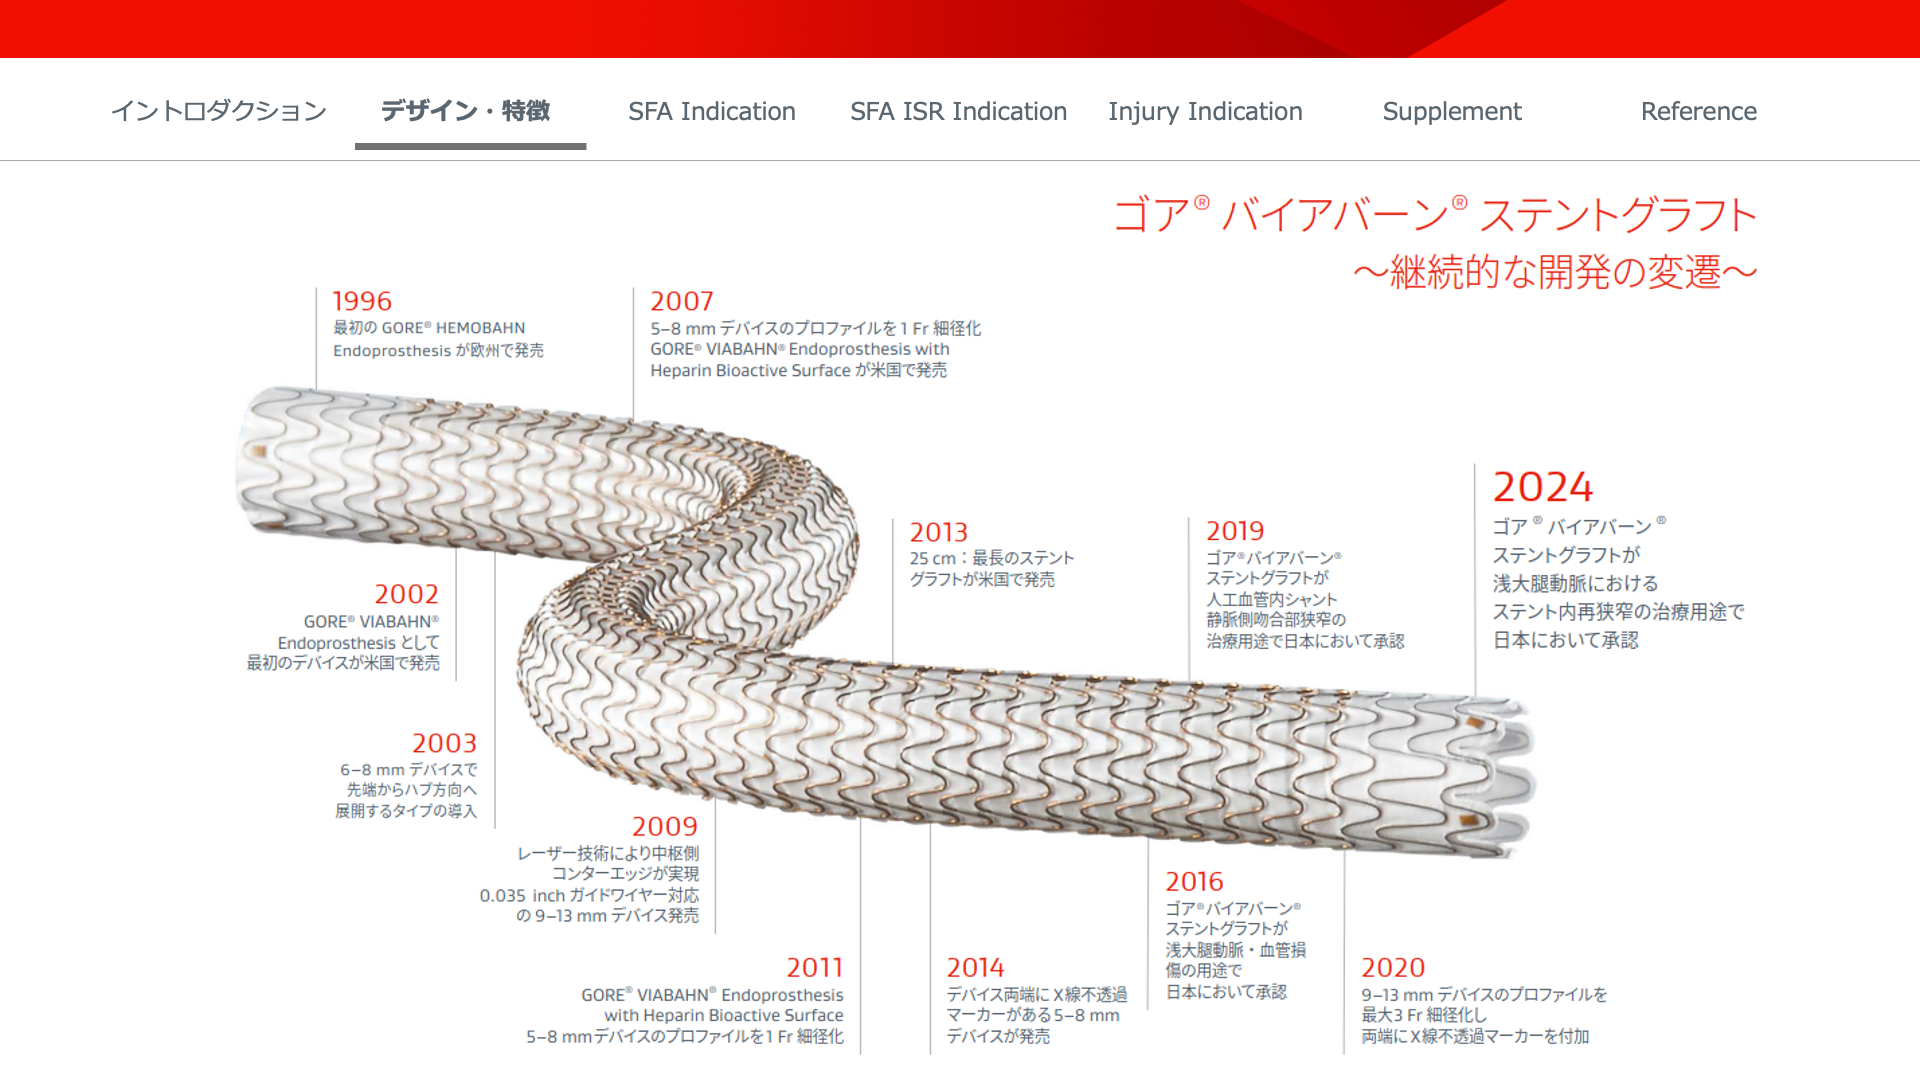 イントロダクション
デザイン・特徴
SFA Indication
SFA ISR Indication
Injury Indication
Supplement
Reference
ゴア® バイアバーン® ステントグラフト
～継続的な開発の変遷～
1996
最初の GORE® HEMOBAHN
Endoprosthesis が欧州で発売
2007
5–8 mm デバイスのプロファイルを 1 Fr 細径化
GORE® VIABAHN® Endoprosthesis with
Heparin Bioactive Surface が米国で発売
2002
GORE® VIABAHN®
Endoprosthesis として
最初のデバイスが米国で発売
2003
6–8 mm デバイスで
先端からハブ方向へ
展開するタイプの導入
2009
レーザー技術により中枢側
コンターエッジが実現
0.035 inch ガイドワイヤー対応
の 9–13 mm デバイス発売
2011
GORE® VIABAHN® Endoprosthesis
with Heparin Bioactive Surface
5–8 mmデバイスのプロファイルを1 Fr 細径化
2013
25 cm：最長のステント
グラフトが米国で発売
2014
デバイス両端に X線不透過
マーカーがある 5–8 mm
デバイスが発売
2016
ゴア®バイアバーン®
ステントグラフトが
浅大腿動脈・血管損
傷の用途で
日本において承認
2019
ゴア®バイアバーン®
ステントグラフトが
人工血管内シャント
静脈側吻合部狭窄の
治療用途で日本において承認
2020
9–13 mm デバイスのプロファイルを
最大3 Fr 細径化し
両端にX線不透過マーカーを付加
2024
ゴア ® バイアバーン ®
ステントグラフトが
浅大腿動脈における
ステント内再狭窄の治療用途で
日本において承認